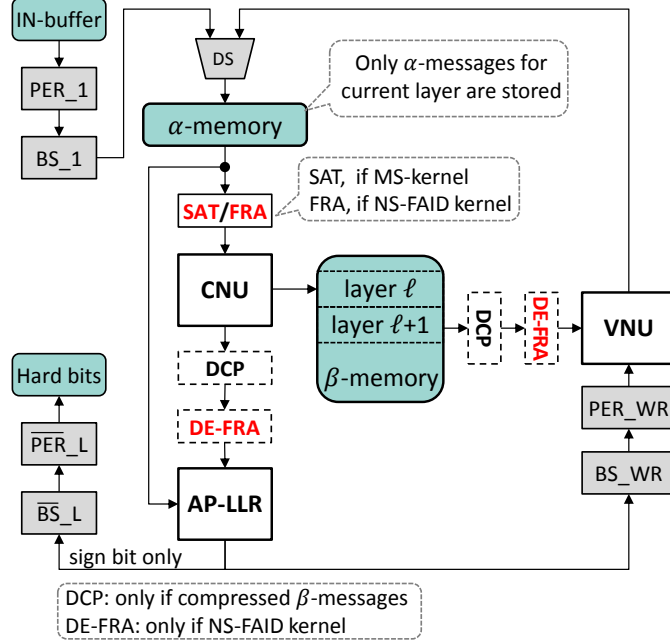 IN-buffer
PER_1
BS_1
DS
Only α-messages for
current layer are stored
α-memory
SAT, if MS-kernel
FRA, if NS-FAID kernel
SAT/FRA
CNU
layer ℓ
layer ℓ+1
β-memory
DCP
DE-FRA
VNU
DCP
DE-FRA
AP-LLR
PER_WR
BS_WR
Hard bits
P̅E̅R̅_L
B̅S̅_L
sign bit only
DCP: only if compressed β-messages
DE-FRA: only if NS-FAID kernel